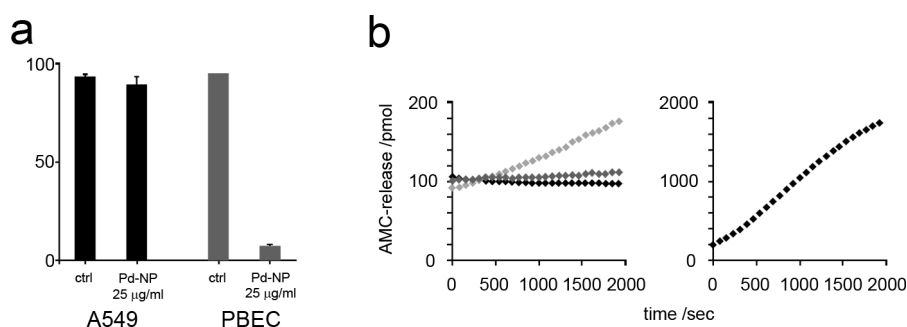 a
100
50
0
ctrl
Pd-NP
25 µg/ml
ctrl
Pd-NP
25 µg/ml
A549
PBEC
b
AMC-release /pmol
200
100
0
0 500 1000 1500 2000
2000
1000
0
0 500 1000 1500 2000
time /sec